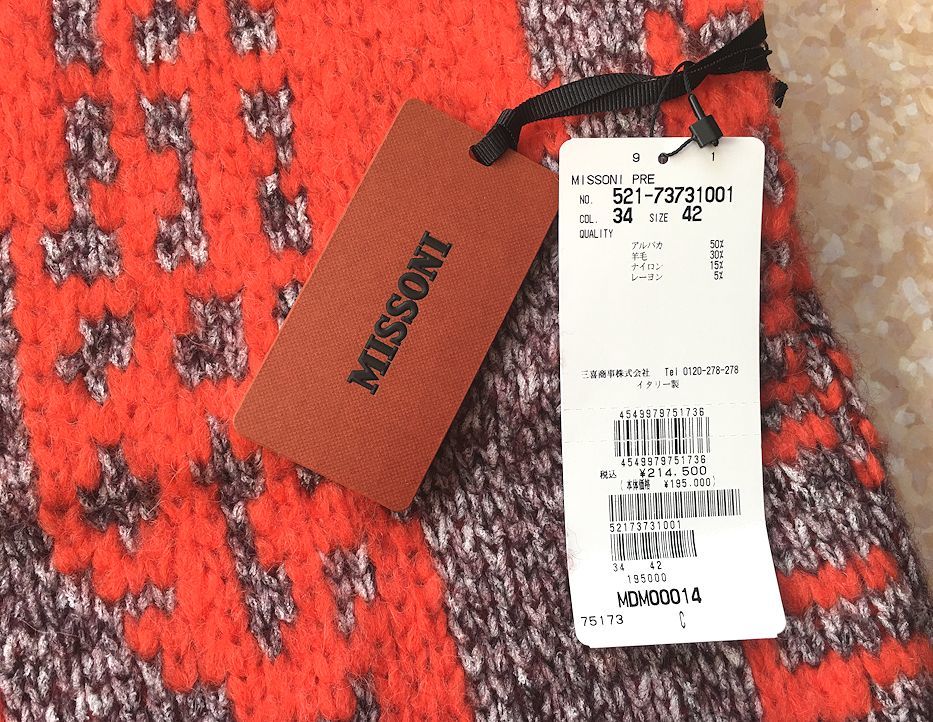 MISSONI
9 1
MISSONI PRE
NO. 521-73731001
COL. 34 SIZE 42
QUALITY
アルパカ 50%
羊毛 30%
ナイロン 15%
レーヨン 5%
三喜商事株式会社 Tel 0120-278-278
イタリー製
4549979751736
4549979751736
税込 ¥214.500
(本体価格 ¥195.000)
52173731001
34 42
195000
MDM00014
75173 C